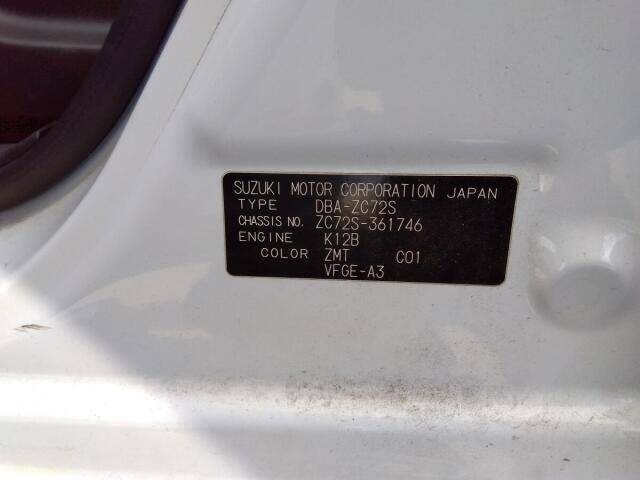 SUZUKI MOTOR CORPORATION JAPAN
TYPE DBA-ZC72S
CHASSIS NO. ZC72S-361746
ENGINE K12B
COLOR ZMT C01
VFGE-A3